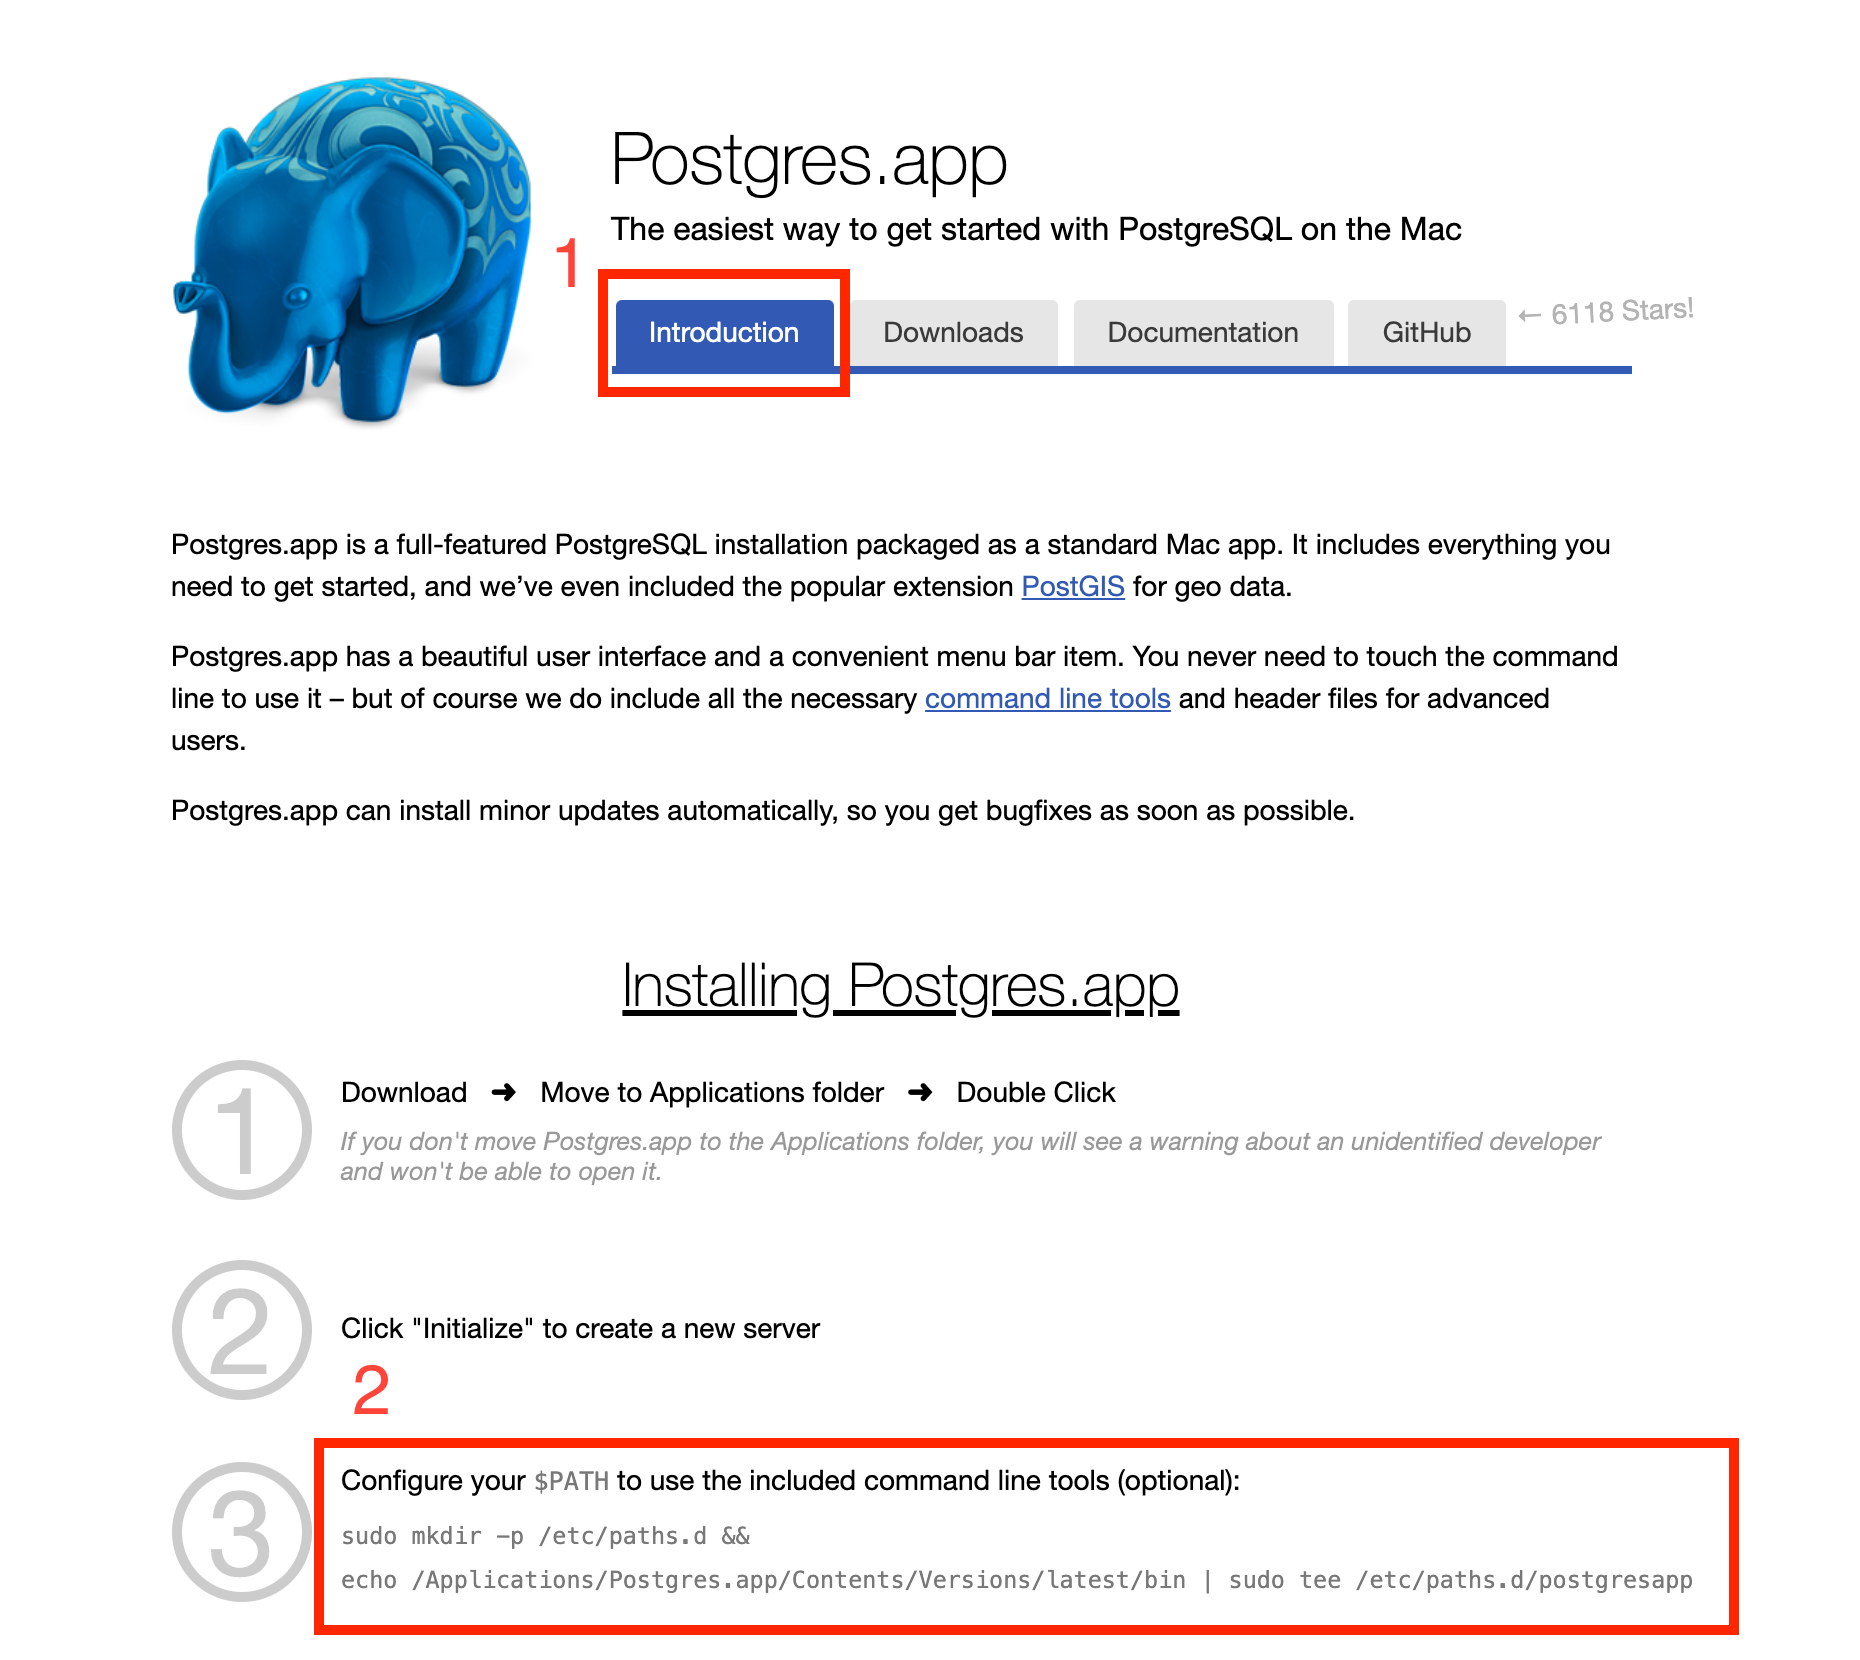 Postgres.app
The easiest way to get started with PostgreSQL on the Mac
1
Introduction Downloads Documentation GitHub ← 6118 Stars!
Postgres.app is a full-featured PostgreSQL installation packaged as a standard Mac app. It includes everything you
need to get started, and we’ve even included the popular extension PostGIS for geo data.
Postgres.app has a beautiful user interface and a convenient menu bar item. You never need to touch the command
line to use it – but of course we do include all the necessary command line tools and header files for advanced
users.
Postgres.app can install minor updates automatically, so you get bugfixes as soon as possible.
Installing Postgres.app
1
Download ➜ Move to Applications folder ➜ Double Click
If you don't move Postgres.app to the Applications folder, you will see a warning about an unidentified developer
and won't be able to open it.
2
Click "Initialize" to create a new server
2
3
Configure your $PATH to use the included command line tools (optional):
sudo mkdir -p /etc/paths.d &&
echo /Applications/Postgres.app/Contents/Versions/latest/bin | sudo tee /etc/paths.d/postgresapp